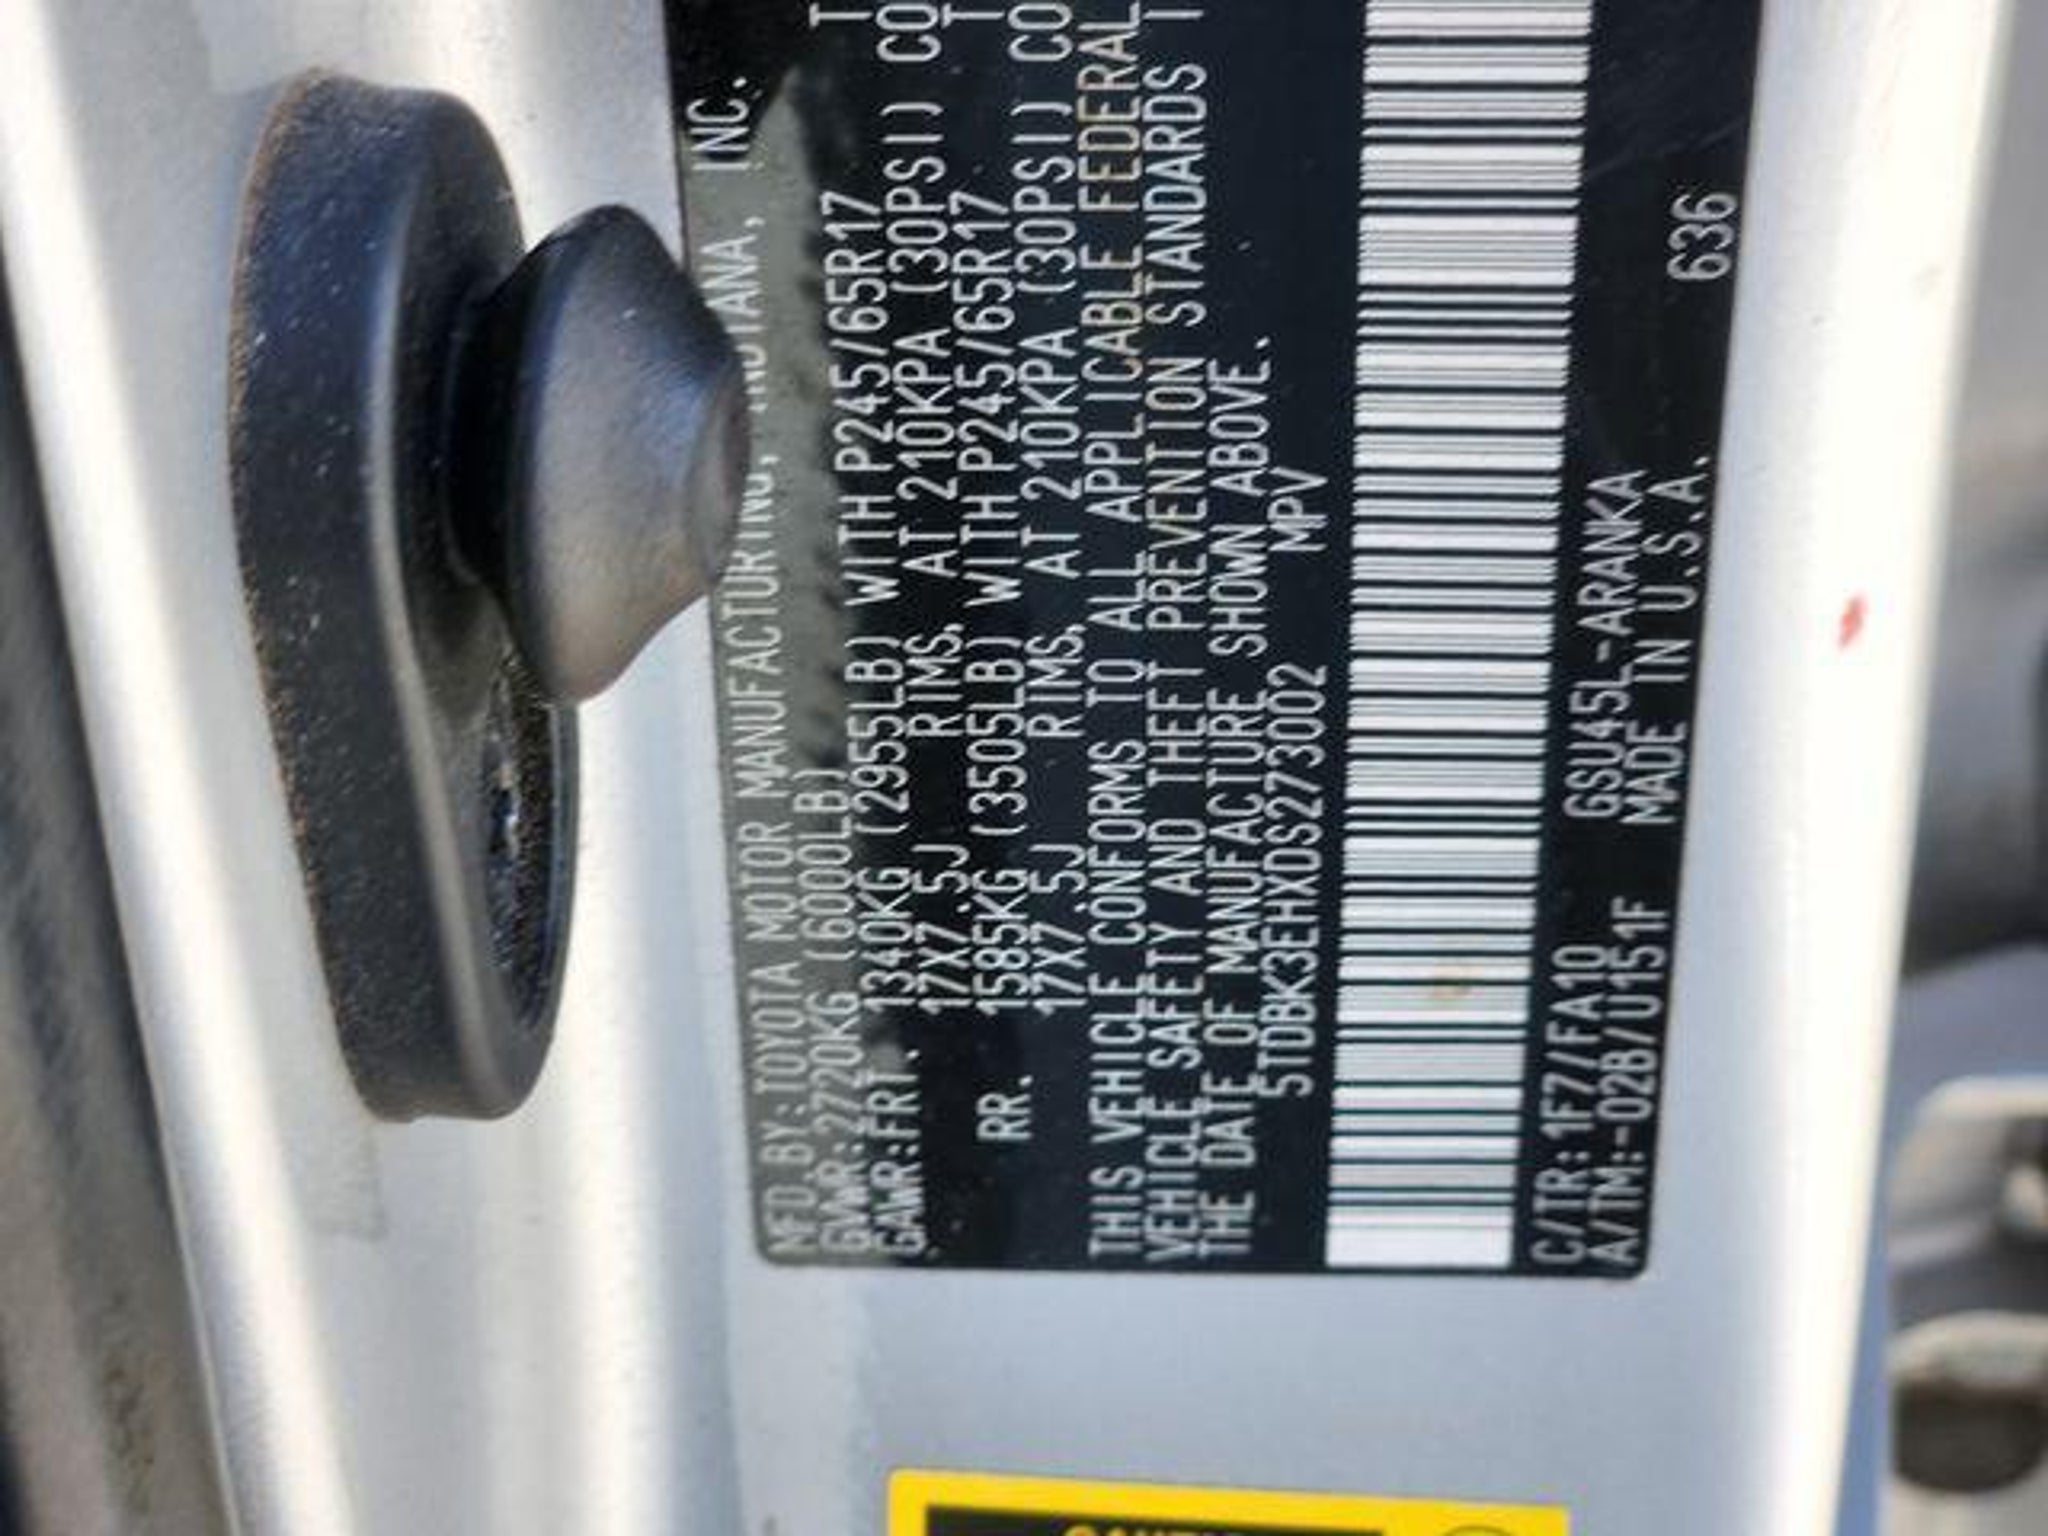 MFD.BY:TOYOTA MOTOR MANUFACTURING, INDIANA, INC.
GVWR:2720KG (6000LB)
GAWR:FRT. 1340KG (2955LB) WITH P245/65R17
17X7.5J RIMS, AT 210KPA (30PSI) CO
RR. 1585KG (3505LB) WITH P245/65R17
17X7.5J RIMS, AT 210KPA (30PSI) CO
THIS VEHICLE CONFORMS TO ALL APPLICABLE FEDERAL
VEHICLE SAFETY AND THEFT PREVENTION STANDARDS
THE DATE OF MANUFACTURE SHOWN ABOVE.
5TDBK3EHXDS273002 MPV
C/TR:1F7/FA10 GSU45L-ARANKA
A/TM:-02B/U151F MADE IN U.S.A. 636